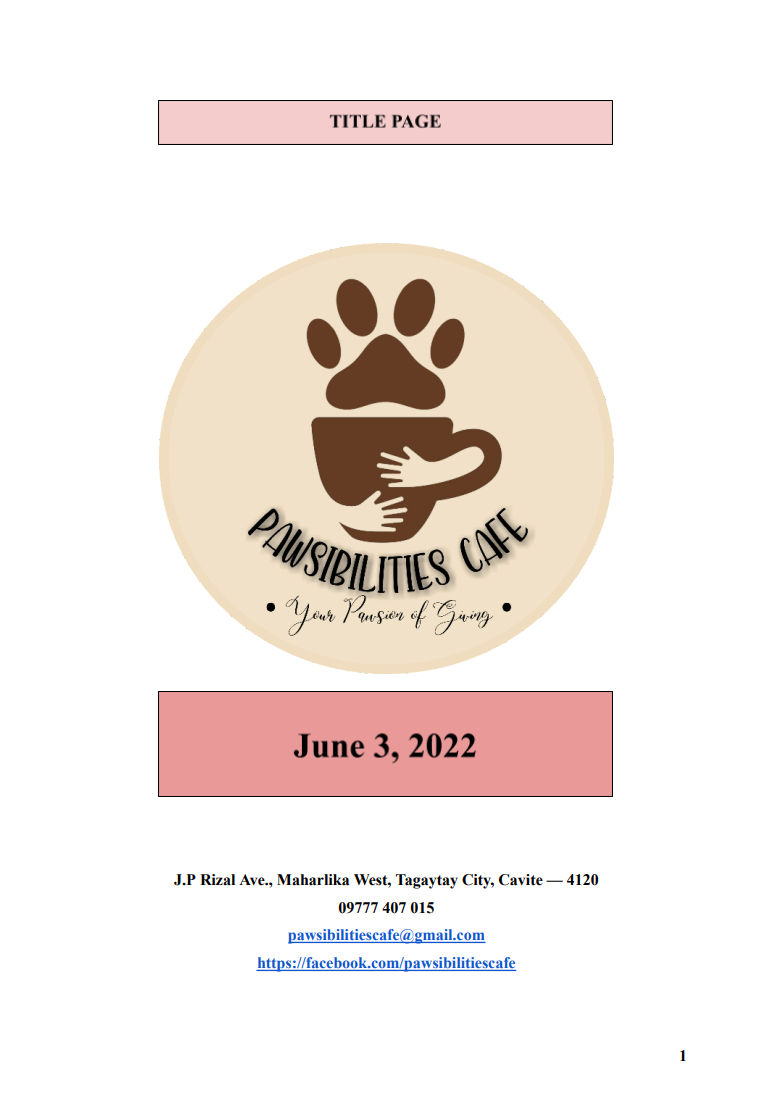 TITLE PAGE
PAWSIBILITIES CAFE
• Your Pawsion of Giving •
June 3, 2022
J.P Rizal Ave., Maharlika West, Tagaytay City, Cavite — 4120
09777 407 015
pawsibilitiescafe@gmail.com
https://facebook.com/pawsibilitiescafe
1